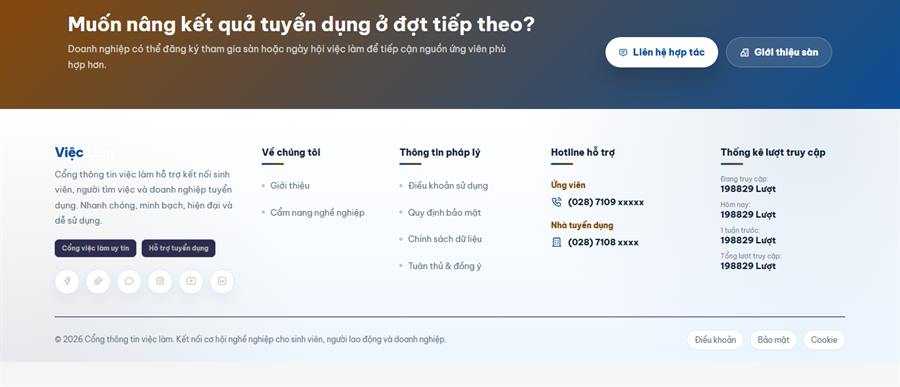 Muốn nâng kết quả tuyển dụng ở đợt tiếp theo?
Doanh nghiệp có thể đăng ký tham gia sàn hoặc ngày hội việc làm để tiếp cận nguồn ứng viên phù
hợp hơn.
Liên hệ hợp tác
Giới thiệu sàn
Việc
Cổng thông tin việc làm hỗ trợ kết nối sinh
viên, người tìm việc và doanh nghiệp tuyển
dụng. Nhanh chóng, minh bạch, hiện đại và
dễ sử dụng.
Cổng việc làm uy tín
Hỗ trợ tuyển dụng
Về chúng tôi
Giới thiệu
Cẩm nang nghề nghiệp
Thông tin pháp lý
Điều khoản sử dụng
Quy định bảo mật
Chính sách dữ liệu
Tuân thủ & đồng ý
Hotline hỗ trợ
Ứng viên
(028) 7109 xxxxx
Nhà tuyển dụng
(028) 7108 xxxx
Thống kê lượt truy cập
Đang truy cập:
198829 Lượt
Hôm nay:
198829 Lượt
1 tuần trước:
198829 Lượt
Tổng lượt truy cập:
198829 Lượt
© 2026 Cổng thông tin việc làm. Kết nối cơ hội nghề nghiệp cho sinh viên, người lao động và doanh nghiệp.
Điều khoản
Bảo mật
Cookie